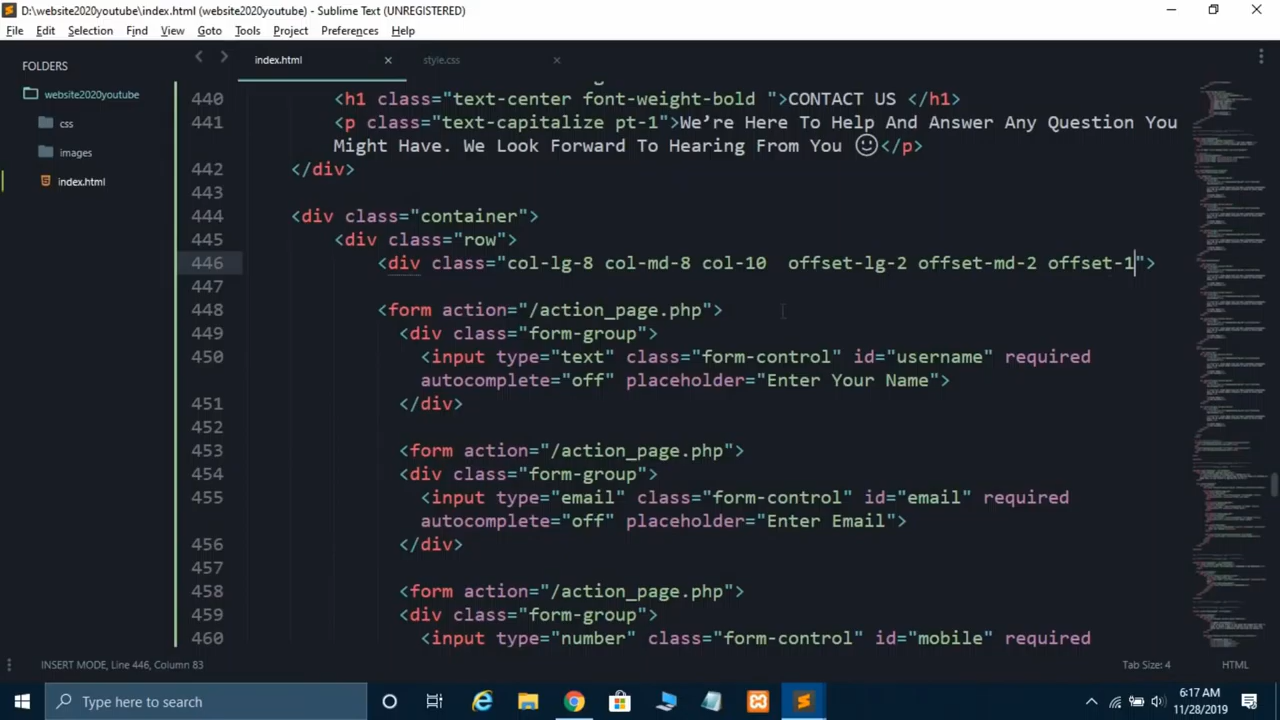 D:\website2020youtube\index.html (website2020youtube) - Sublime Text (UNREGISTERED)
File Edit Selection Find View Goto Tools Project Preferences Help
FOLDERS
website2020youtube
css
images
index.html
index.html × style.css ×
440 <h1 class="text-center font-weight-bold ">CONTACT US </h1>
441 <p class="text-capitalize pt-1">We're Here To Help And Answer Any Question You
Might Have. We Look Forward To Hearing From You 🙂</p>
442 </div>
443
444 <div class="container">
445 <div class="row">
446 <div class="col-lg-8 col-md-8 col-10 offset-lg-2 offset-md-2 offset-1">
447
448 <form action="/action_page.php">
449 <div class="form-group">
450 <input type="text" class="form-control" id="username" required
autocomplete="off" placeholder="Enter Your Name">
451 </div>
452
453 <form action="/action_page.php">
454 <div class="form-group">
455 <input type="email" class="form-control" id="email" required
autocomplete="off" placeholder="Enter Email">
456 </div>
457
458 <form action="/action_page.php">
459 <div class="form-group">
460 <input type="number" class="form-control" id="mobile" required
INSERT MODE, Line 446, Column 83 Tab Size: 4 HTML
Type here to search
6:17 AM
11/28/2019